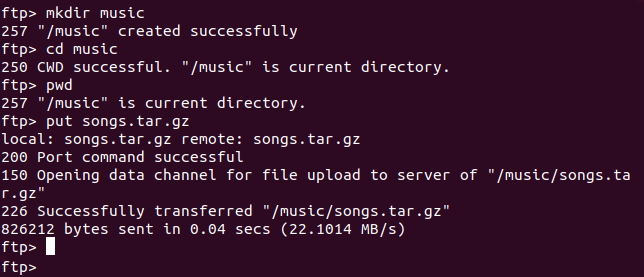 ftp> mkdir music
257 "/music" created successfully
ftp> cd music
250 CWD successful. "/music" is current directory.
ftp> pwd
257 "/music" is current directory.
ftp> put songs.tar.gz
local: songs.tar.gz remote: songs.tar.gz
200 Port command successful
150 Opening data channel for file upload to server of "/music/songs.ta
r.gz"
226 Successfully transferred "/music/songs.tar.gz"
826212 bytes sent in 0.04 secs (22.1014 MB/s)
ftp>
ftp>